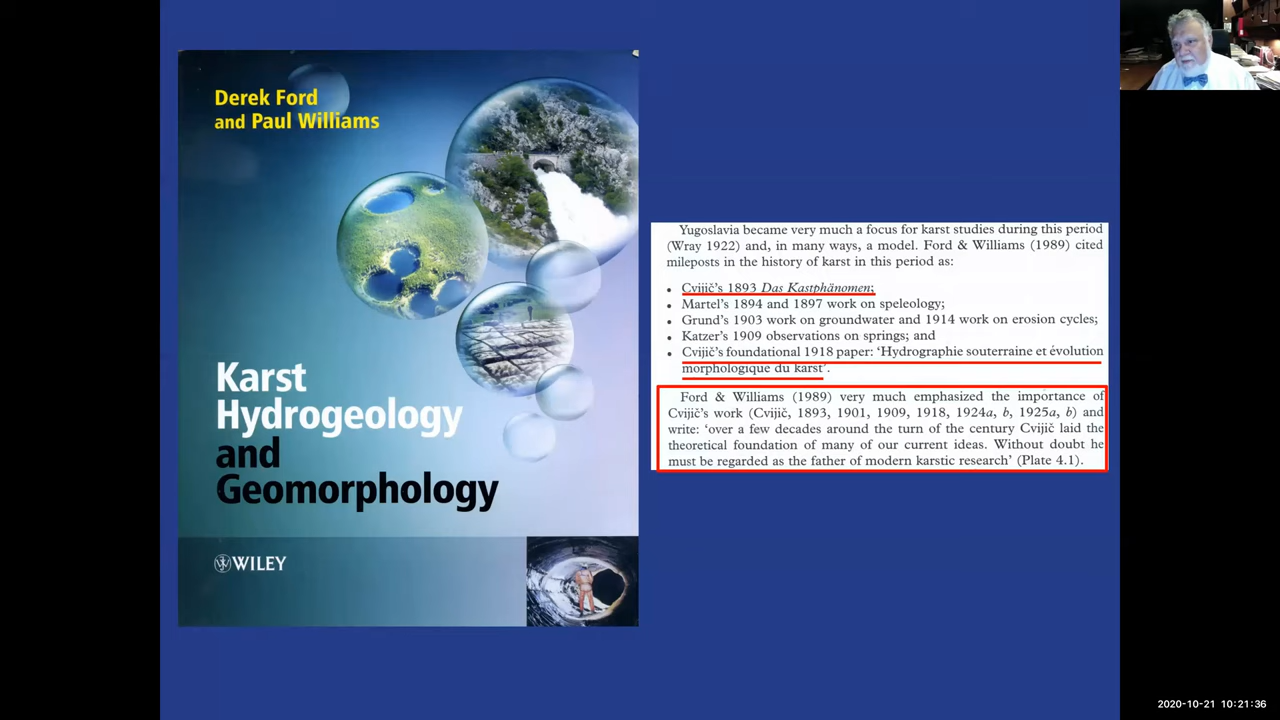 Derek Ford
and Paul Williams
Karst
Hydrogeology
and
Geomorphology
WILEY
Yugoslavia became very much a focus for karst studies during this period
(Wray 1922) and, in many ways, a model. Ford & Williams (1989) cited
mileposts in the history of karst in this period as:
• Cvijič's 1893 Das Kastphänomen;
• Martel's 1894 and 1897 work on speleology;
• Grund's 1903 work on groundwater and 1914 work on erosion cycles;
• Katzer's 1909 observations on springs; and
• Cvijič's foundational 1918 paper: 'Hydrographie souterraine et évolution
morphologique du karst'.
Ford & Williams (1989) very much emphasized the importance of
Cvijič's work (Cvijič, 1893, 1901, 1909, 1918, 1924a, b, 1925a, b) and
write: 'over a few decades around the turn of the century Cvijič laid the
theoretical foundation of many of our current ideas. Without doubt he
must be regarded as the father of modern karstic research' (Plate 4.1).
2020-10-21 10:21:36